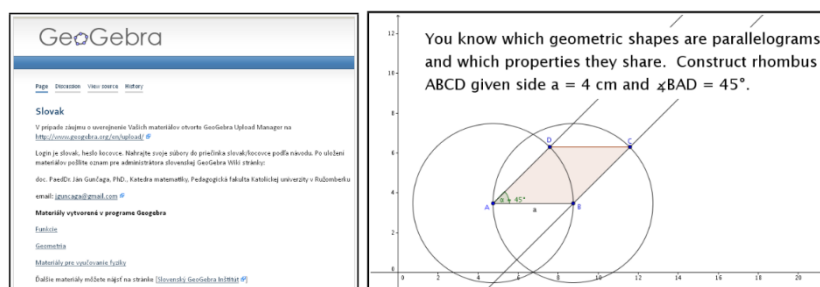 GeoGebra
Page Discussion View source History
Slovak
V prípade záujmu o uverejnenie Vašich materiálov otvorte GeoGebra Upload Manager na
http://www.geogebra.org/en/upload/
Login je slovak, heslo locovce. Nahrajte svoje súbory do priečinka slovak/locovce podľa návodu. Po uložení
materiálov pošlite oznam pre administrátora slovenskej GeoGebra Wiki stránky:
doc. PaedDr. Ján Gunčaga, PhD., Katedra matematiky, Pedagogická fakulta Katolíckej univerzity v Ružomberku
email: jguncaga@gmail.com
Materiály vytvorené v programe Geogebra
Funkcie
Geometria
Materiály pre vyučovanie fyziky
Ďalšie materiály môžete nájsť na stránke [Slovenský GeoGebra Inštitút]
You know which geometric shapes are parallelograms
and which properties they share. Construct rhombus
ABCD given side a = 4 cm and ∡BAD = 45°.
12
10
8
D C
6
4
A α = 45° B
a
2
0
0 2 4 6 8 10 12 14 16 18 20